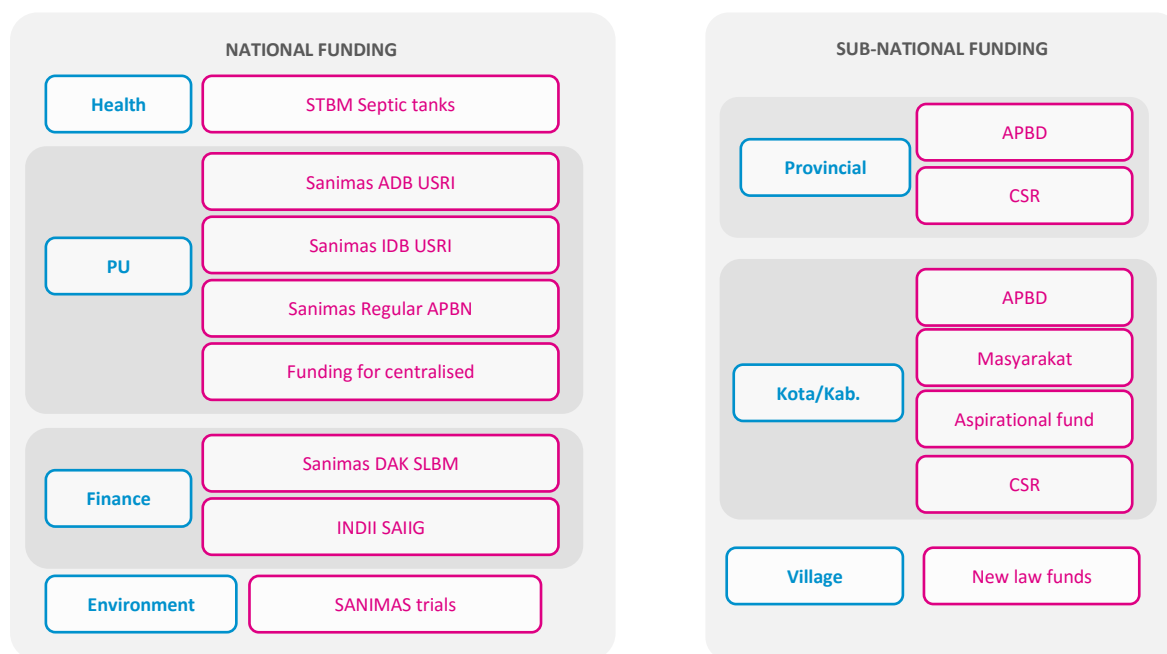 NATIONAL FUNDING
Health
STBM Septic tanks
PU
Sanimas ADB USRI
Sanimas IDB USRI
Sanimas Regular APBN
Funding for centralised
Finance
Sanimas DAK SLBM
INDII SAIIG
Environment
SANIMAS trials
SUB-NATIONAL FUNDING
Provincial
APBD
CSR
Kota/Kab.
APBD
Masyarakat
Aspirational fund
CSR
Village
New law funds